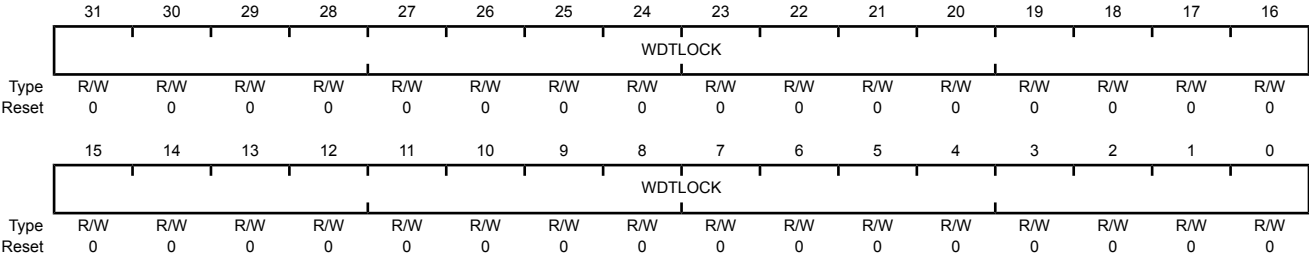 31 30 29 28 27 26 25 24 23 22 21 20 19 18 17 16
WDTLOCK
Type R/W R/W R/W R/W R/W R/W R/W R/W R/W R/W R/W R/W R/W R/W R/W R/W
Reset 0 0 0 0 0 0 0 0 0 0 0 0 0 0 0 0
15 14 13 12 11 10 9 8 7 6 5 4 3 2 1 0
WDTLOCK
Type R/W R/W R/W R/W R/W R/W R/W R/W R/W R/W R/W R/W R/W R/W R/W R/W
Reset 0 0 0 0 0 0 0 0 0 0 0 0 0 0 0 0